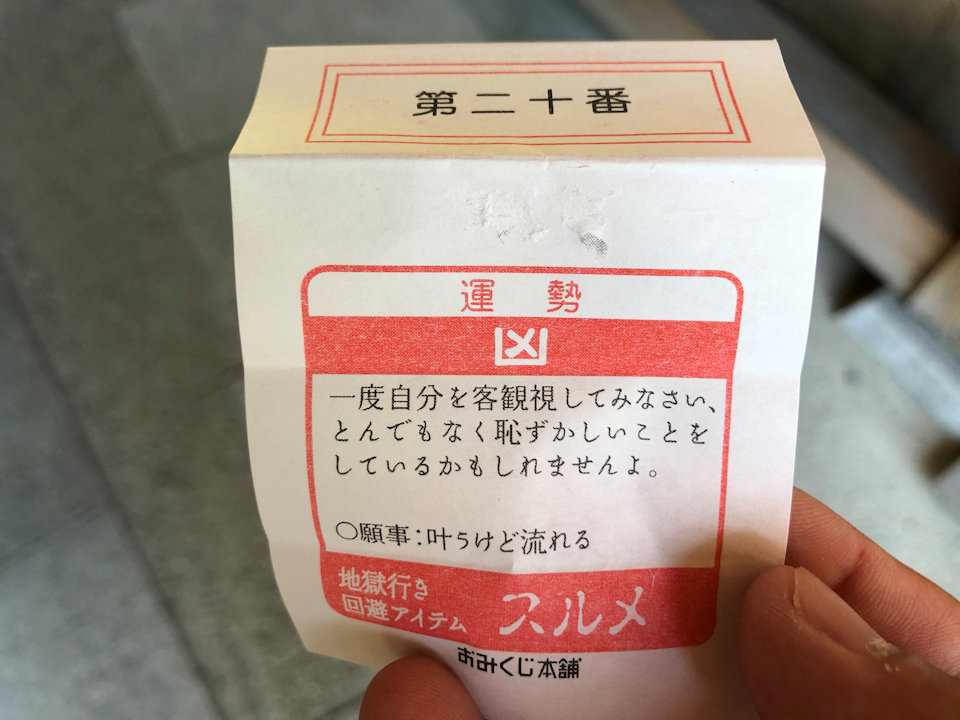 第二十番
運勢
凶
一度自分を客観視してみなさい、
とんでもなく恥ずかしいことを
しているかもしれませんよ。
〇願事：叶うけど流れる
地獄行き
回避アイテム
スルメ
おみくじ本舗